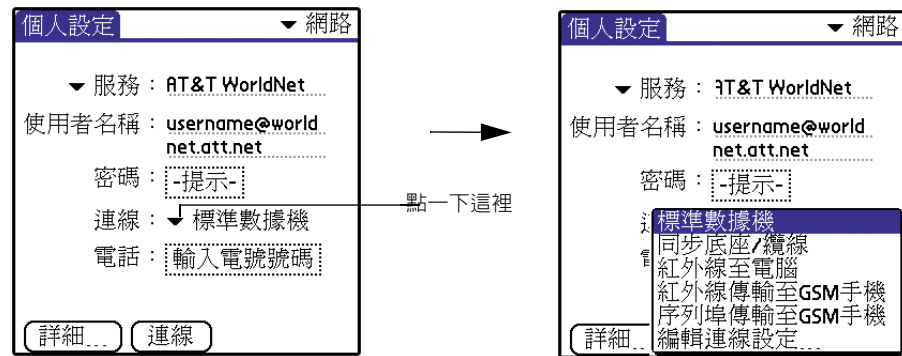 個人設定 ▼ 網路
▼ 服務： AT&T WorldNet
使用者名稱： username@world
net.att.net
密碼： -提示-
連線： ▼ 標準數據機
電話： 輸入電號號碼
詳細... 連線
點一下這裡
個人設定 ▼ 網路
▼ 服務： AT&T WorldNet
使用者名稱： username@world
net.att.net
密碼： -提示-
標準數據機
同步底座/纜線
紅外線至電腦
紅外線傳輸至GSM手機
序列埠傳輸至GSM手機
編輯連線設定...
詳細..